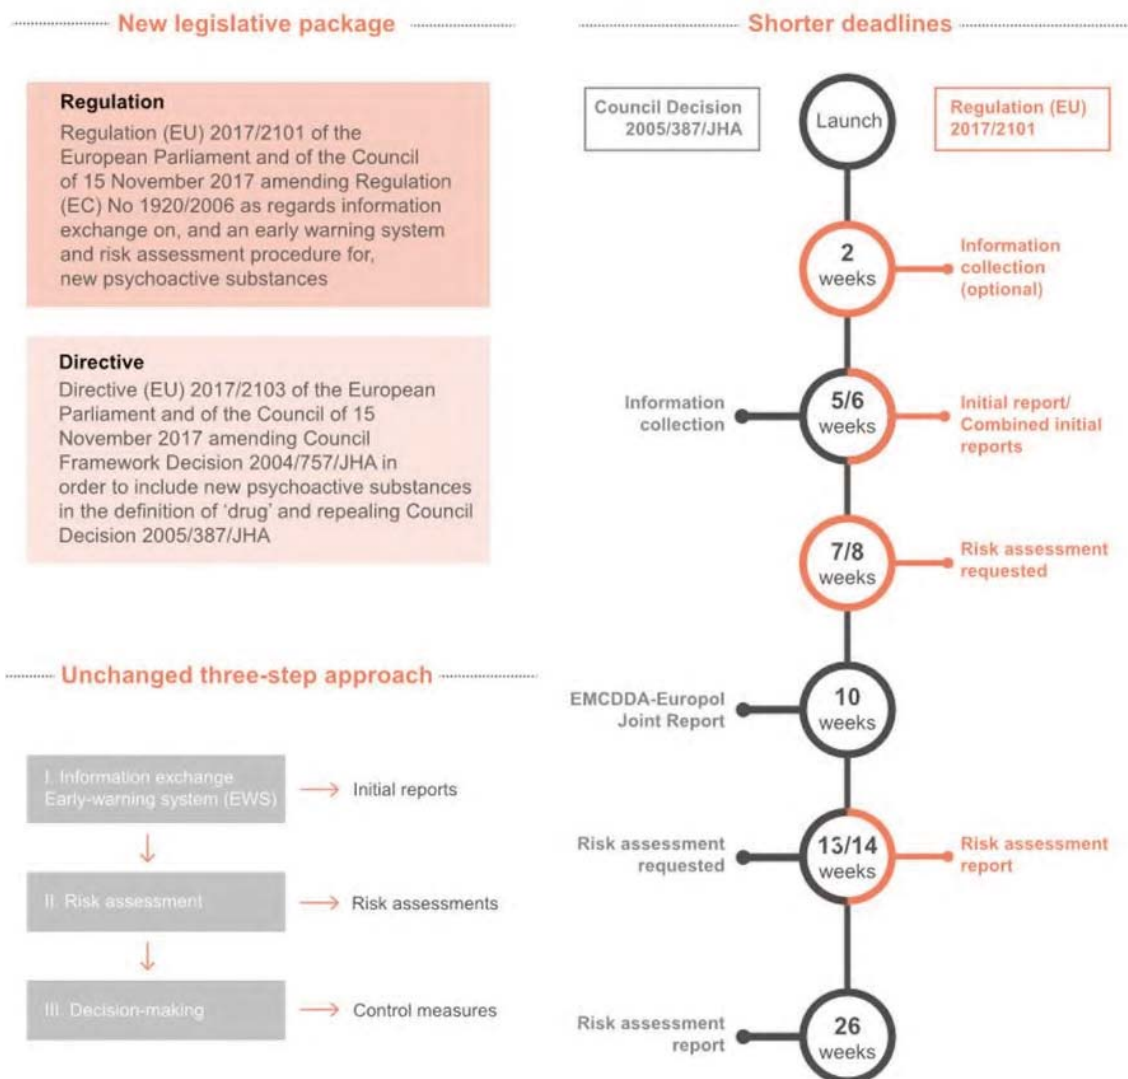 New legislative package
Regulation
Regulation (EU) 2017/2101 of the
European Parliament and of the Council
of 15 November 2017 amending Regulation
(EC) No 1920/2006 as regards information
exchange on, and an early warning system
and risk assessment procedure for,
new psychoactive substances
Directive
Directive (EU) 2017/2103 of the European
Parliament and of the Council of 15
November 2017 amending Council
Framework Decision 2004/757/JHA in
order to include new psychoactive substances
in the definition of ‘drug’ and repealing Council
Decision 2005/387/JHA
Unchanged three-step approach
I. Information exchange
Early-warning system (EWS)
Initial reports
II. Risk assessment
Risk assessments
III. Decision-making
Control measures
Shorter deadlines
Council Decision
2005/387/JHA
Launch
Regulation (EU)
2017/2101
2
weeks
Information
collection
(optional)
Information
collection
5/6
weeks
Initial report/
Combined initial
reports
7/8
weeks
Risk assessment
requested
EMCDDA-Europol
Joint Report
10
weeks
Risk assessment
requested
13/14
weeks
Risk assessment
report
Risk assessment
report
26
weeks